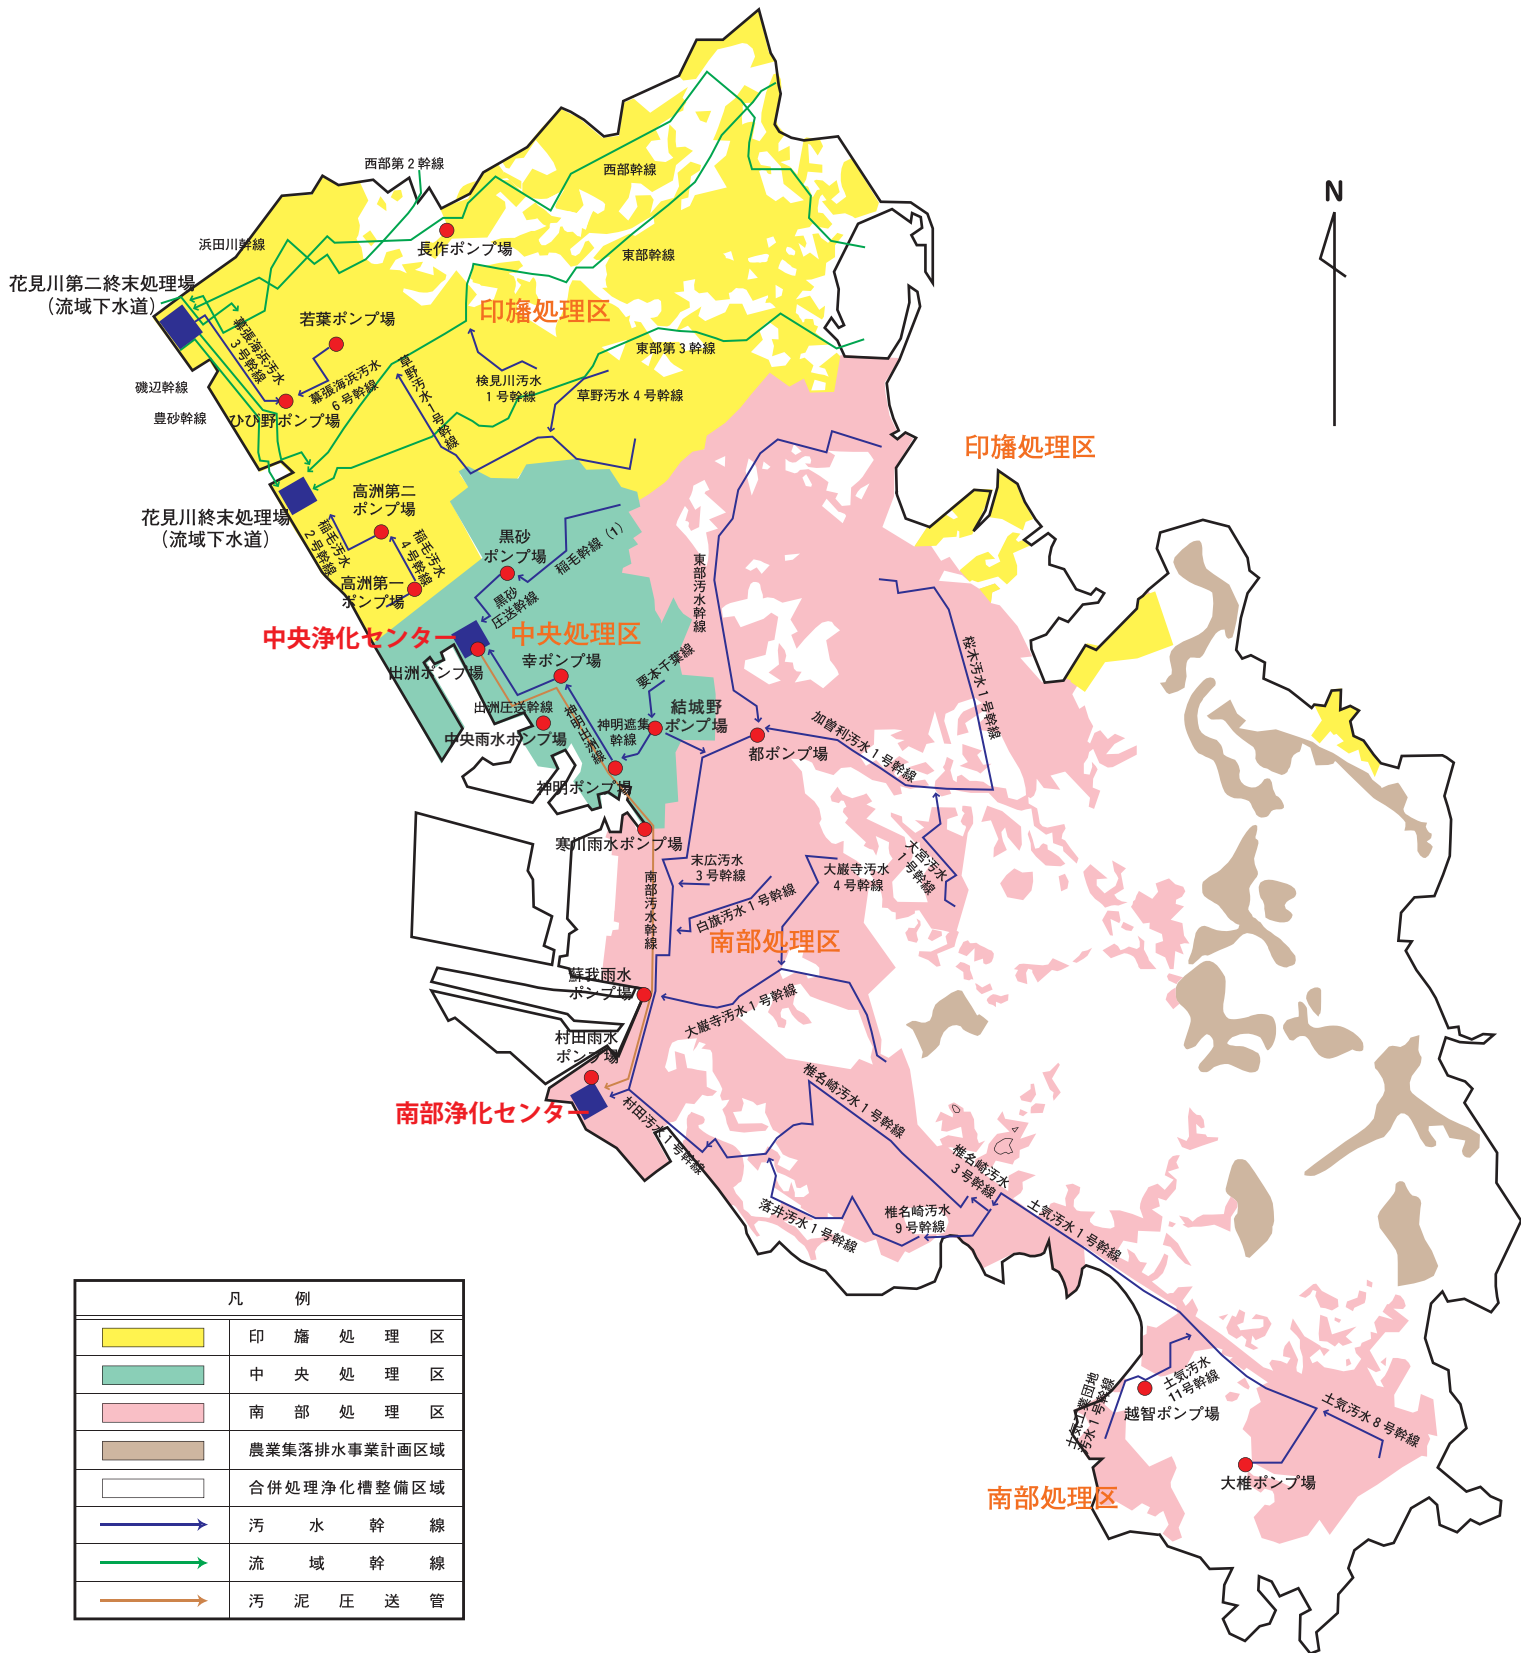 N
西部第2幹線
西部幹線
長作ポンプ場
浜田川幹線
東部幹線
花見川第二終末処理場
（流域下水道）
印旛処理区
若葉ポンプ場
幕張海浜汚水
3号幹線
東部第3幹線
草野汚水1号幹線
検見川汚水
1号幹線
草野汚水4号幹線
磯辺幹線
幕張海浜汚水
6号幹線
豊砂幹線
ひび野ポンプ場
印旛処理区
高洲第二
ポンプ場
花見川終末処理場
（流域下水道）
稲毛汚水
2号幹線
稲毛汚水
4号幹線
黒砂
ポンプ場
稲毛幹線（1）
高洲第一
ポンプ場
黒砂
圧送幹線
東部汚水幹線
中央浄化センター
中央処理区
出洲ポンプ場
幸ポンプ場
要本千葉線
桜木汚水1号幹線
出洲圧送幹線
神明出洲線
神明遮集
幹線
結城野
ポンプ場
中央雨水ポンプ場
都ポンプ場
加曽利汚水1号幹線
神明ポンプ場
寒川雨水ポンプ場
末広汚水
3号幹線
大巌寺汚水
4号幹線
大宮汚水
1号幹線
南部汚水幹線
白旗汚水1号幹線
南部処理区
蘇我雨水
ポンプ場
大巌寺汚水1号幹線
村田雨水
ポンプ場
南部浄化センター
村田汚水1号幹線
椎名崎汚水1号幹線
椎名崎汚水
3号幹線
落井汚水1号幹線
椎名崎汚水
9号幹線
土気汚水1号幹線
土気汚水
11号幹線
土気工業団地
汚水1号幹線
越智ポンプ場
土気汚水8号幹線
大椎ポンプ場
南部処理区
凡例
印旛処理区
中央処理区
南部処理区
農業集落排水事業計画区域
合併処理浄化槽整備区域
汚水幹線
流域幹線
汚泥圧送管